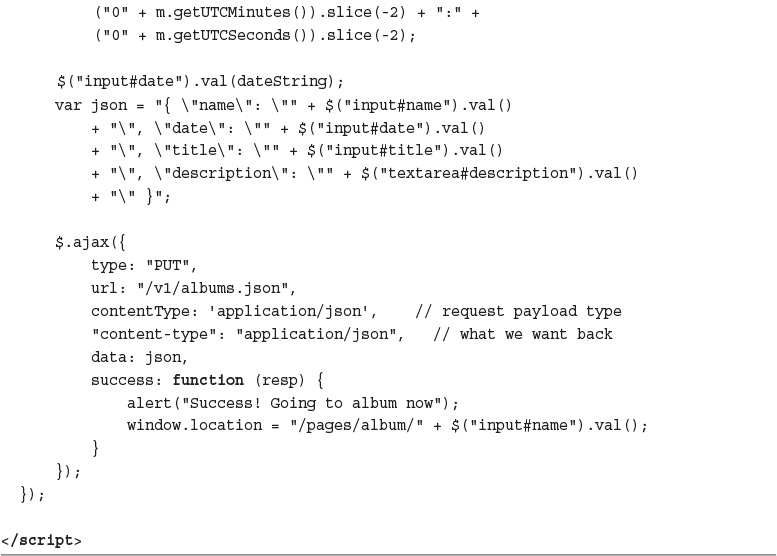 ("0" + m.getUTCMinutes()).slice(-2) + ":" +
("0" + m.getUTCSeconds()).slice(-2);
$("input#date").val(dateString);
var json = "{ \"name\": \"" + $("input#name").val()
+ "\", \"date\": \"" + $("input#date").val()
+ "\", \"title\": \"" + $("input#title").val()
+ "\", \"description\": \"" + $("textarea#description").val()
+ "\" }";
$.ajax({
type: "PUT",
url: "/v1/albums.json",
contentType: 'application/json',    // request payload type
"content-type": "application/json",   // what we want back
data: json,
success: function (resp) {
alert("Success! Going to album now");
window.location = "/pages/album/" + $("input#name").val();
}
});
});
</script>